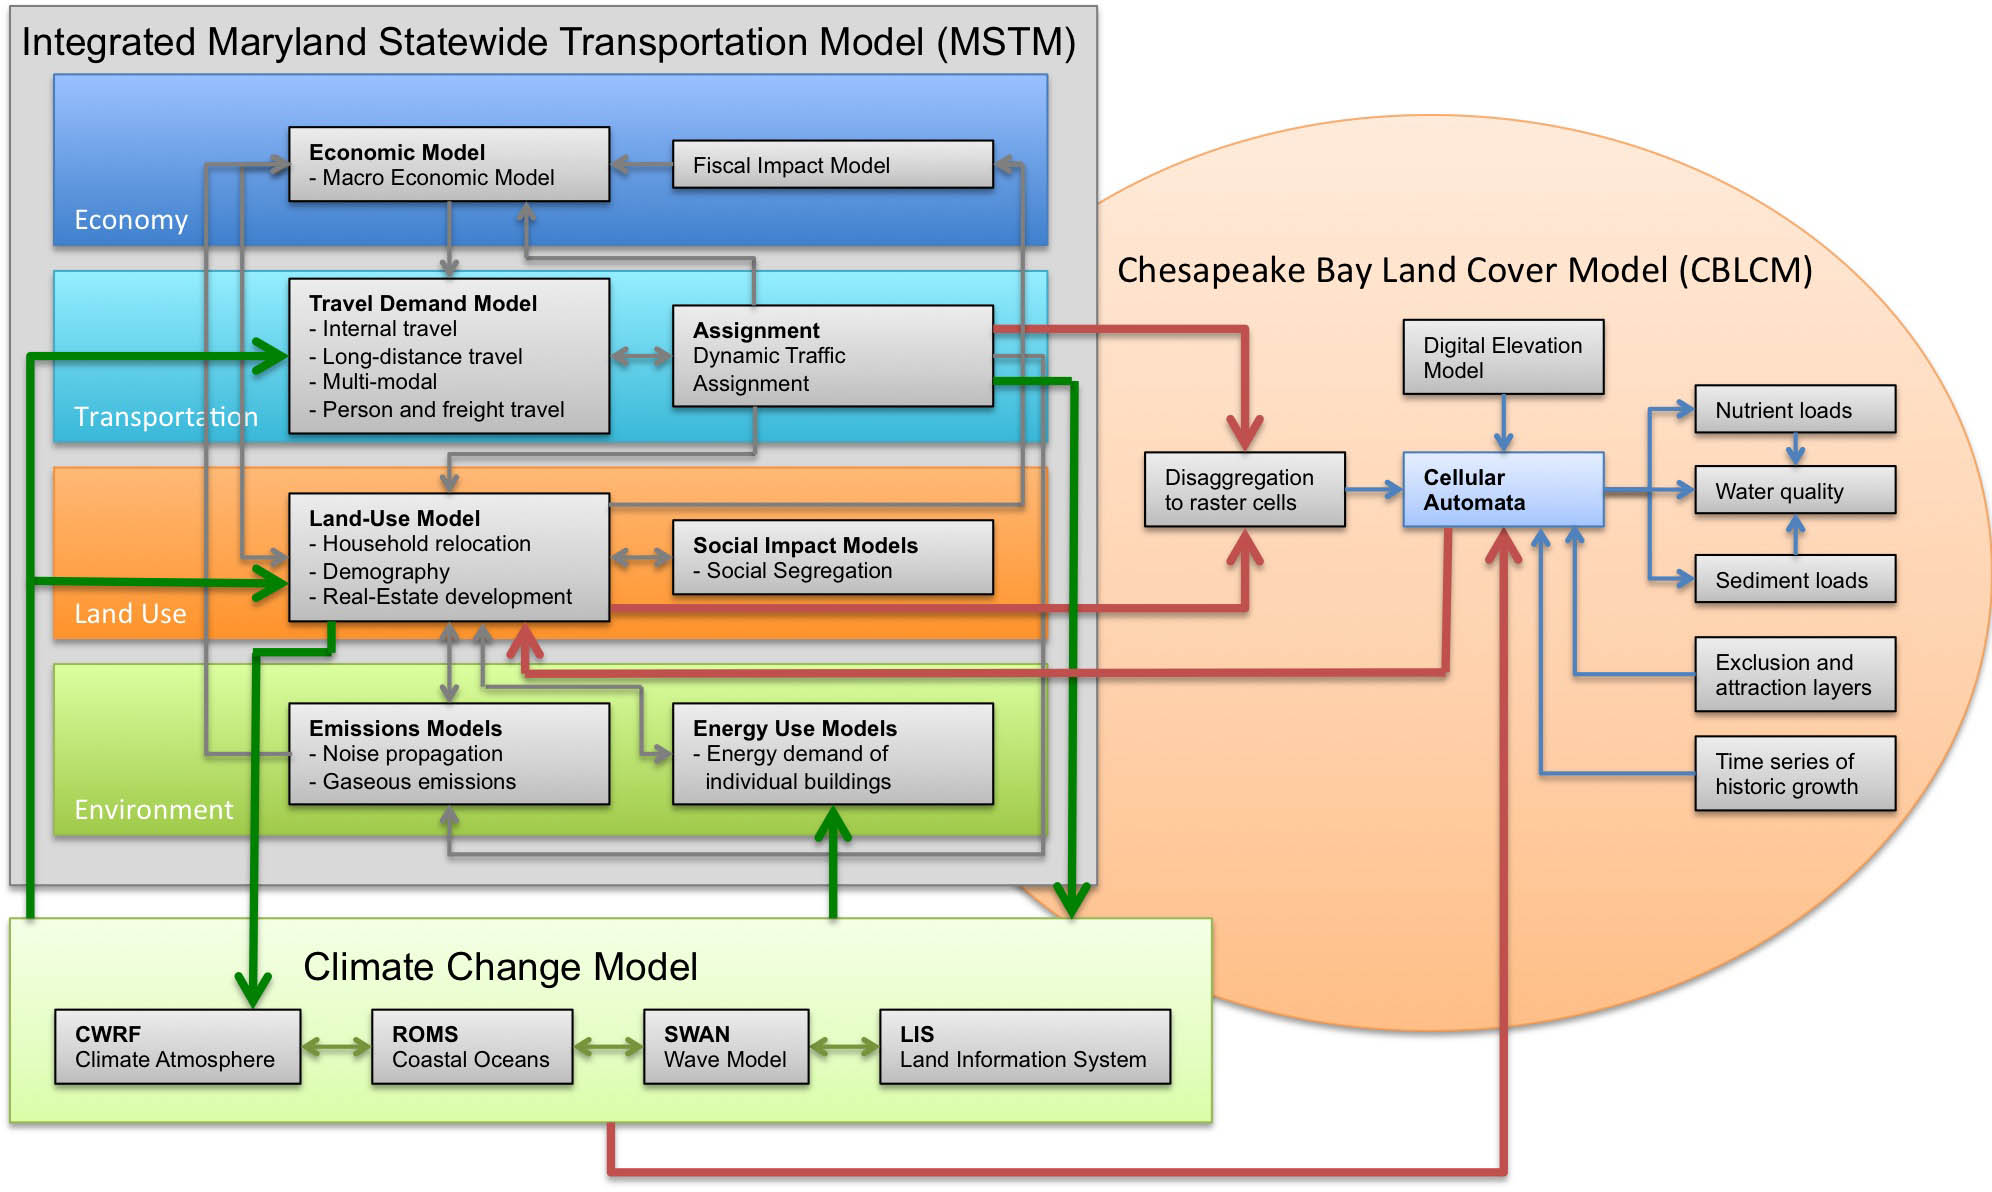 Integrated Maryland Statewide Transportation Model (MSTM)
Economic Model
- Macro Economic Model
Fiscal Impact Model
Economy
Travel Demand Model
- Internal travel
- Long-distance travel
- Multi-modal
- Person and freight travel
Assignment
Dynamic Traffic
Assignment
Transportation
Land-Use Model
- Household relocation
- Demography
- Real-Estate development
Social Impact Models
- Social Segregation
Land Use
Emissions Models
- Noise propagation
- Gaseous emissions
Energy Use Models
- Energy demand of
individual buildings
Environment
Chesapeake Bay Land Cover Model (CBLCM)
Digital Elevation
Model
Disaggregation
to raster cells
Cellular
Automata
Nutrient loads
Water quality
Sediment loads
Exclusion and
attraction layers
Time series of
historic growth
Climate Change Model
CWRF
Climate Atmosphere
ROMS
Coastal Oceans
SWAN
Wave Model
LIS
Land Information System